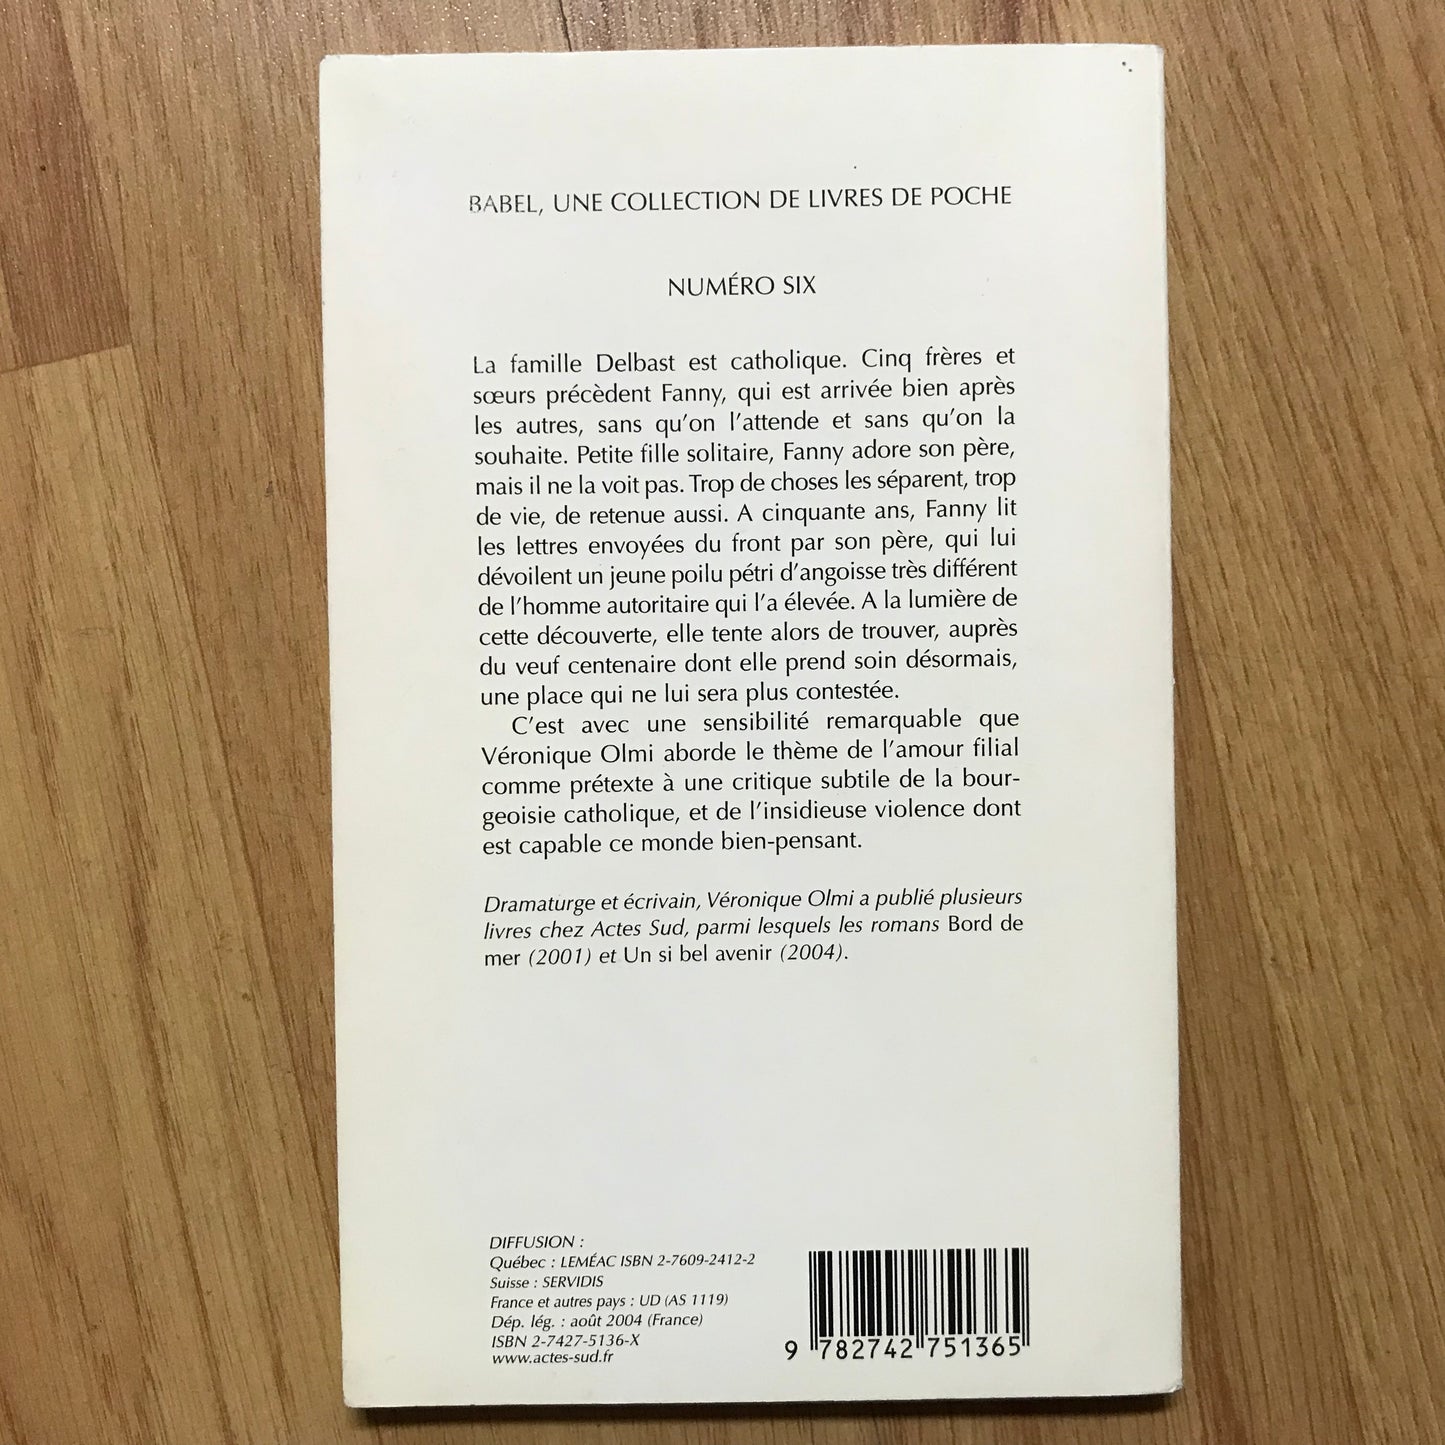 BABEL, UNE COLLECTION DE LIVRES DE POCHE
NUMÉRO SIX
La famille Delbast est catholique. Cinq frères et
sœurs précèdent Fanny, qui est arrivée bien après
les autres, sans qu'on l'attende et sans qu'on la
souhaite. Petite fille solitaire, Fanny adore son père,
mais il ne la voit pas. Trop de choses les séparent, trop
de vie, de retenue aussi. A cinquante ans, Fanny lit
les lettres envoyées du front par son père, qui lui
dévoilent un jeune poilu pétri d'angoisse très différent
de l'homme autoritaire qui l'a élevée. A la lumière de
cette découverte, elle tente alors de trouver, auprès
du veuf centenaire dont elle prend soin désormais,
une place qui ne lui sera plus contestée.
C'est avec une sensibilité remarquable que
Véronique Olmi aborde le thème de l'amour filial
comme prétexte à une critique subtile de la bour-
geoisie catholique, et de l'insidieuse violence dont
est capable ce monde bien-pensant.
Dramaturge et écrivain, Véronique Olmi a publié plusieurs
livres chez Actes Sud, parmi lesquels les romans Bord de
mer (2001) et Un si bel avenir (2004).
DIFFUSION :
Québec : LEMÉAC ISBN 2-7609-2412-2
Suisse : SERVIDIS
France et autres pays : UD (AS 1119)
Dép. lég. : août 2004 (France)
ISBN 2-7427-5136-X
www.actes-sud.fr
9 782742 751365